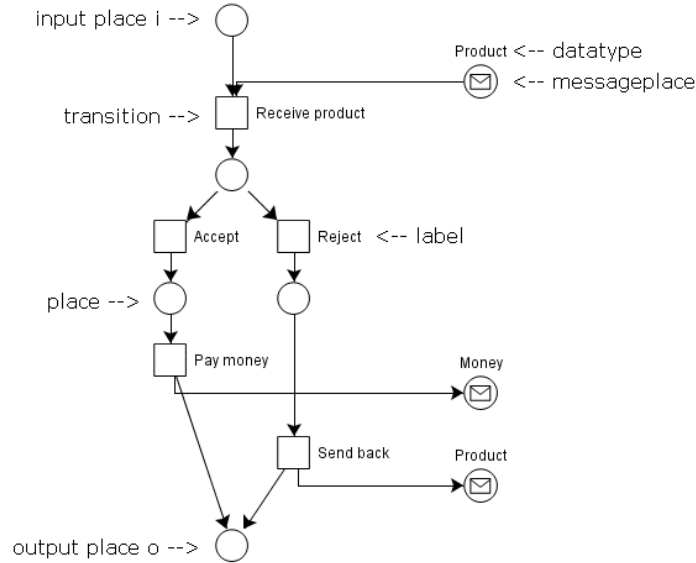 input place i -->
Product <-- datatype
<-- messageplace
transition -->
Receive product
Accept
Reject <-- label
place -->
Pay money
Money
Send back
Product
output place o -->